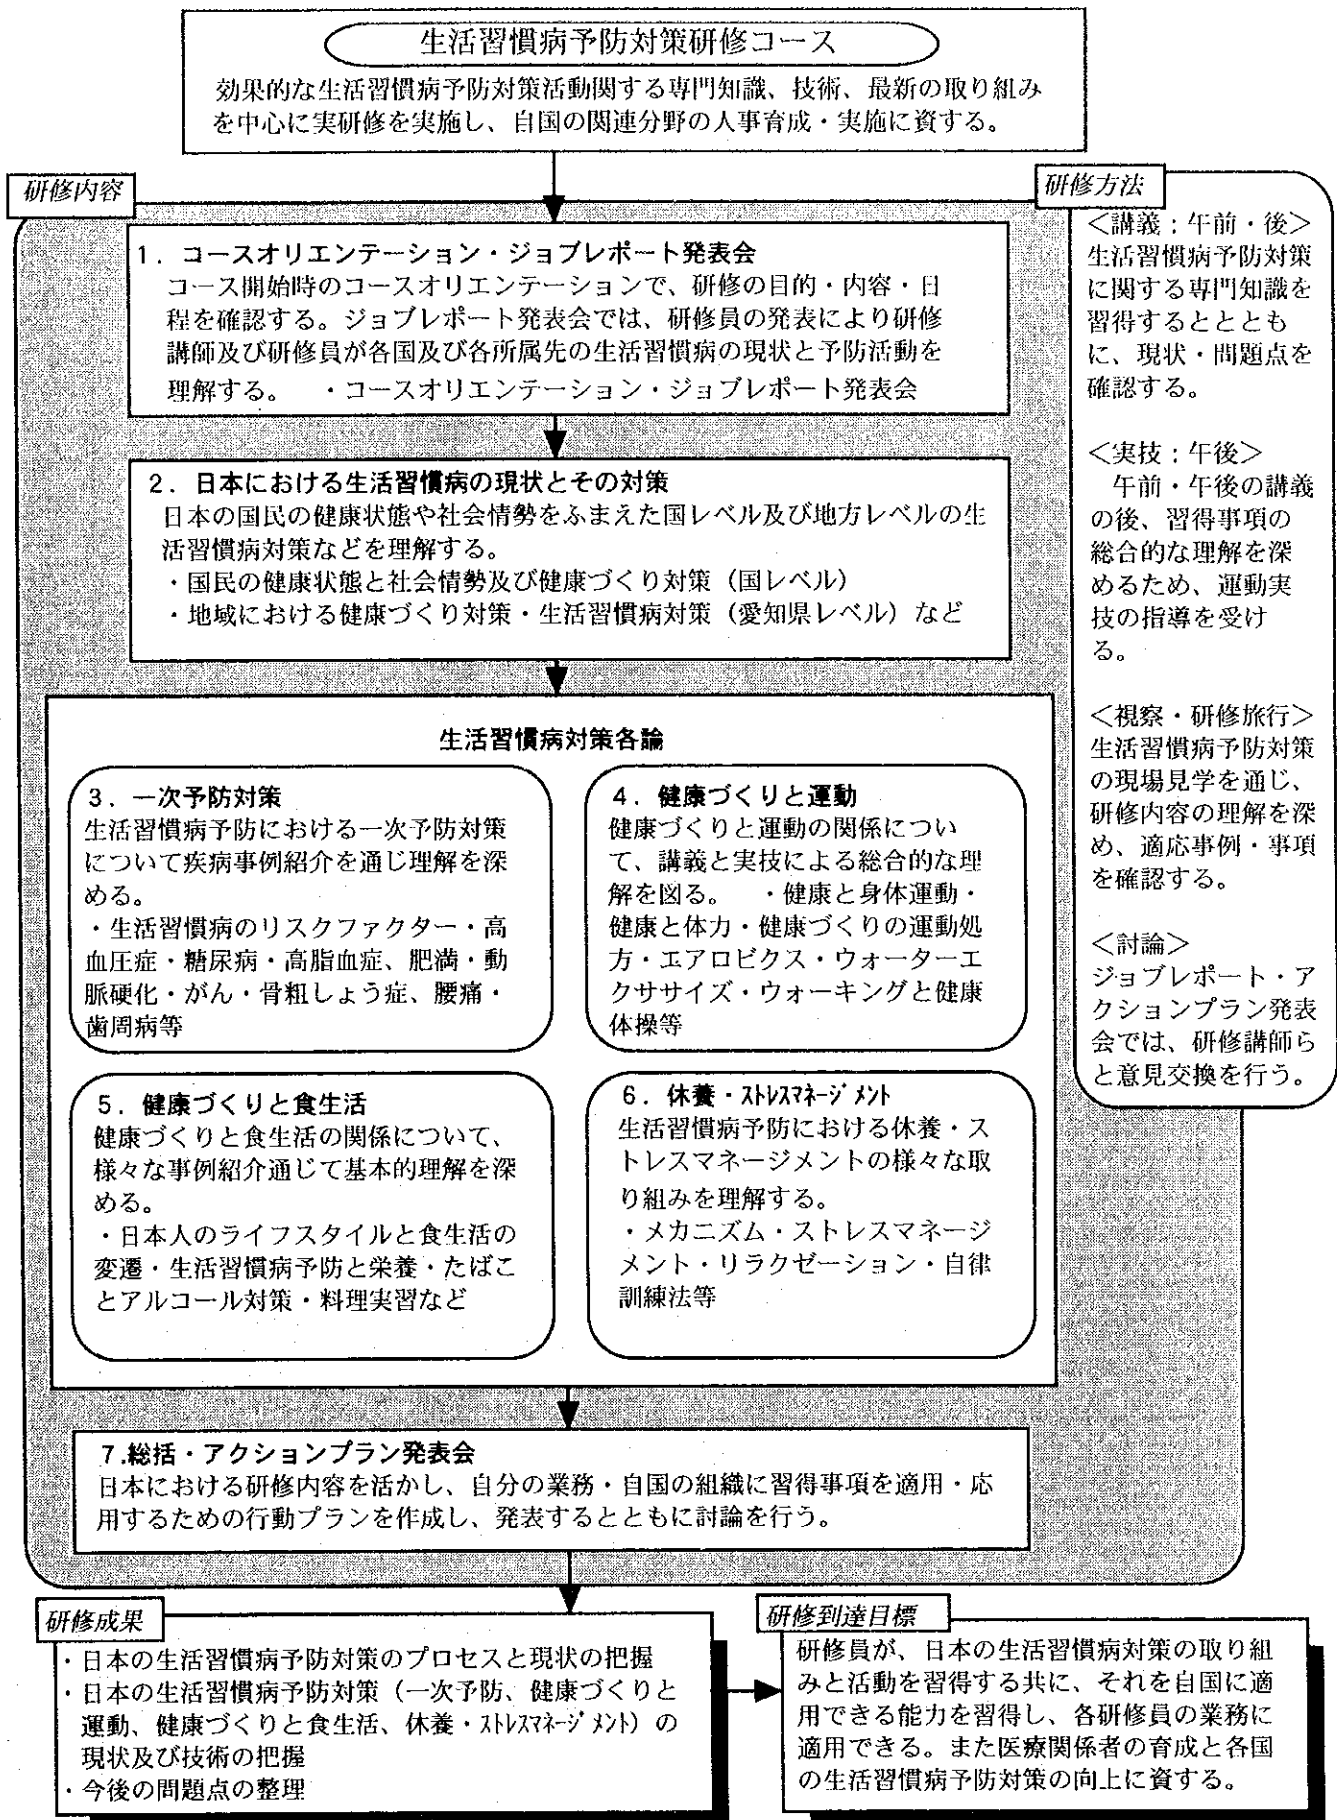 生活習慣病予防対策研修コース
効果的な生活習慣病予防対策活動関する専門知識、技術、最新の取り組み
を中心に実研修を実施し、自国の関連分野の人事育成・実施に資する。
研修内容
1．コースオリエンテーション・ジョブレポート発表会
コース開始時のコースオリエンテーションで、研修の目的・内容・日
程を確認する。ジョブレポート発表会では、研修員の発表により研修
講師及び研修員が各国及び各所属先の生活習慣病の現状と予防活動を
理解する。　・コースオリエンテーション・ジョブレポート発表会
2．日本における生活習慣病の現状とその対策
日本の国民の健康状態や社会情勢をふまえた国レベル及び地方レベルの生
活習慣病対策などを理解する。
・国民の健康状態と社会情勢及び健康づくり対策（国レベル）
・地域における健康づくり対策・生活習慣病対策（愛知県レベル）など
生活習慣病対策各論
3．一次予防対策
生活習慣病予防における一次予防対策
について疾病事例紹介を通じ理解を深
める。
・生活習慣病のリスクファクター・高
血圧症・糖尿病・高脂血症、肥満・動
脈硬化・がん・骨粗しょう症、腰痛・
歯周病等
4．健康づくりと運動
健康づくりと運動の関係につい
て、講義と実技による総合的な理
解を図る。　・健康と身体運動・
健康と体力・健康づくりの運動処
方・エアロビクス・ウォーターエ
クササイズ・ウォーキングと健康
体操等
5．健康づくりと食生活
健康づくりと食生活の関係について、
様々な事例紹介通じて基本的理解を深
める。
・日本人のライフスタイルと食生活の
変遷・生活習慣病予防と栄養・たばこ
とアルコール対策・料理実習など
6．休養・ｽﾄﾚｽﾏﾈｰｼﾞﾒﾝﾄ
生活習慣病予防における休養・ス
トレスマネージメントの様々な取
り組みを理解する。
・メカニズム・ストレスマネージ
メント・リラクゼーション・自律
訓練法等
7.総括・アクションプラン発表会
日本における研修内容を活かし、自分の業務・自国の組織に習得事項を適用・応
用するための行動プランを作成し、発表するとともに討論を行う。
研修方法
＜講義：午前・後＞
生活習慣病予防対策
に関する専門知識を
習得するとととも
に、現状・問題点を
確認する。
＜実技：午後＞
午前・午後の講義
の後、習得事項の
総合的な理解を深
めるため、運動実
技の指導を受け
る。
＜視察・研修旅行＞
生活習慣病予防対策
の現場見学を通じ、
研修内容の理解を深
め、適応事例・事項
を確認する。
＜討論＞
ジョブレポート・ア
クションプラン発表
会では、研修講師ら
と意見交換を行う。
研修成果
・日本の生活習慣病予防対策のプロセスと現状の把握
・日本の生活習慣病予防対策（一次予防、健康づくりと
運動、健康づくりと食生活、休養・ｽﾄﾚｽﾏﾈｰｼﾞﾒﾝﾄ）の
現状及び技術の把握
・今後の問題点の整理
研修到達目標
研修員が、日本の生活習慣病対策の取り組
みと活動を習得する共に、それを自国に適
用できる能力を習得し、各研修員の業務に
適用できる。また医療関係者の育成と各国
の生活習慣病予防対策の向上に資する。